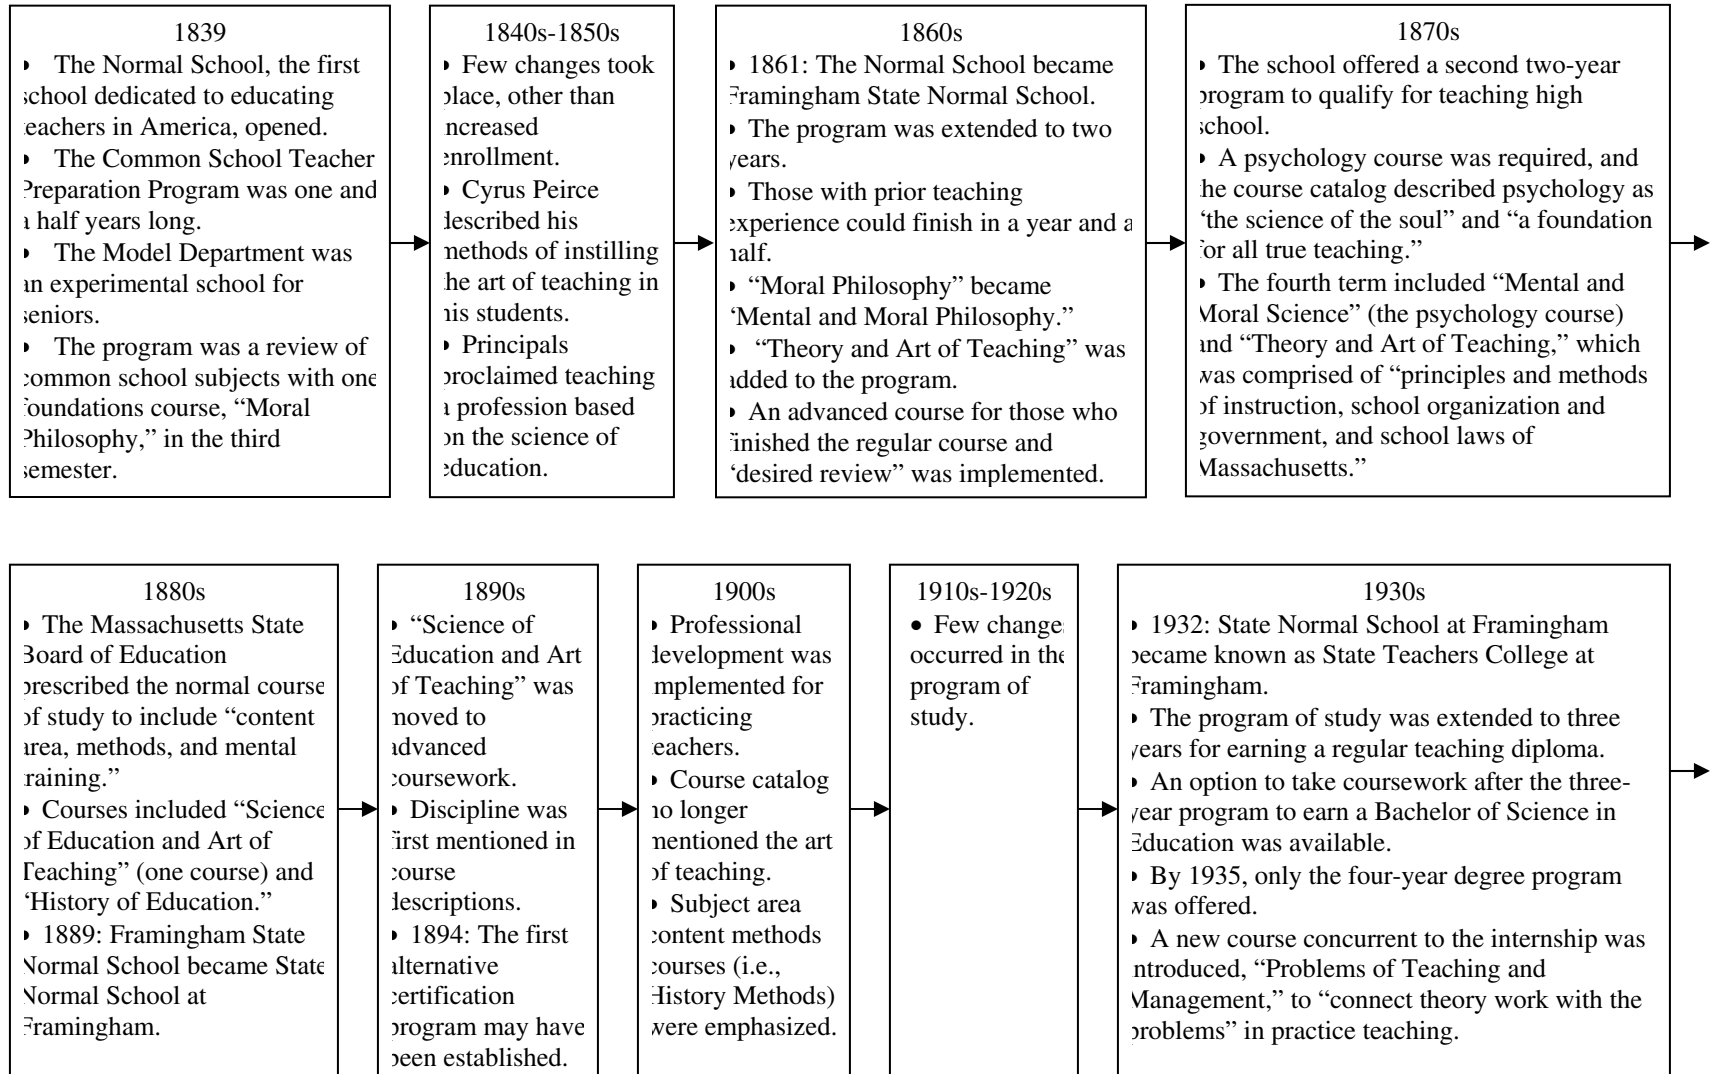 1839
• The Normal School, the first
school dedicated to educating
teachers in America, opened.
• The Common School Teacher
Preparation Program was one and
a half years long.
• The Model Department was
an experimental school for
seniors.
• The program was a review of
common school subjects with one
foundations course, “Moral
Philosophy,” in the third
semester.
1840s-1850s
• Few changes took
place, other than
increased
enrollment.
• Cyrus Peirce
described his
methods of instilling
the art of teaching in
his students.
• Principals
proclaimed teaching
a profession based
on the science of
education.
1860s
• 1861: The Normal School became
Framingham State Normal School.
• The program was extended to two
years.
• Those with prior teaching
experience could finish in a year and a
half.
• “Moral Philosophy” became
“Mental and Moral Philosophy.”
• “Theory and Art of Teaching” was
added to the program.
• An advanced course for those who
finished the regular course and
“desired review” was implemented.
1870s
• The school offered a second two-year
program to qualify for teaching high
school.
• A psychology course was required, and
the course catalog described psychology as
“the science of the soul” and “a foundation
for all true teaching.”
• The fourth term included “Mental and
Moral Science” (the psychology course)
and “Theory and Art of Teaching,” which
was comprised of “principles and methods
of instruction, school organization and
government, and school laws of
Massachusetts.”
1880s
• The Massachusetts State
Board of Education
prescribed the normal course
of study to include “content
area, methods, and mental
training.”
• Courses included “Science
of Education and Art of
Teaching” (one course) and
“History of Education.”
• 1889: Framingham State
Normal School became State
Normal School at
Framingham.
1890s
• “Science of
Education and Art
of Teaching” was
moved to
advanced
coursework.
• Discipline was
first mentioned in
course
descriptions.
• 1894: The first
alternative
certification
program may have
been established.
1900s
• Professional
development was
implemented for
practicing
teachers.
• Course catalog
no longer
mentioned the art
of teaching.
• Subject area
content methods
courses (i.e.,
History Methods)
were emphasized.
1910s-1920s
• Few changes
occurred in the
program of
study.
1930s
• 1932: State Normal School at Framingham
became known as State Teachers College at
Framingham.
• The program of study was extended to three
years for earning a regular teaching diploma.
• An option to take coursework after the three-
year program to earn a Bachelor of Science in
Education was available.
• By 1935, only the four-year degree program
was offered.
• A new course concurrent to the internship was
introduced, “Problems of Teaching and
Management,” to “connect theory work with the
problems” in practice teaching.